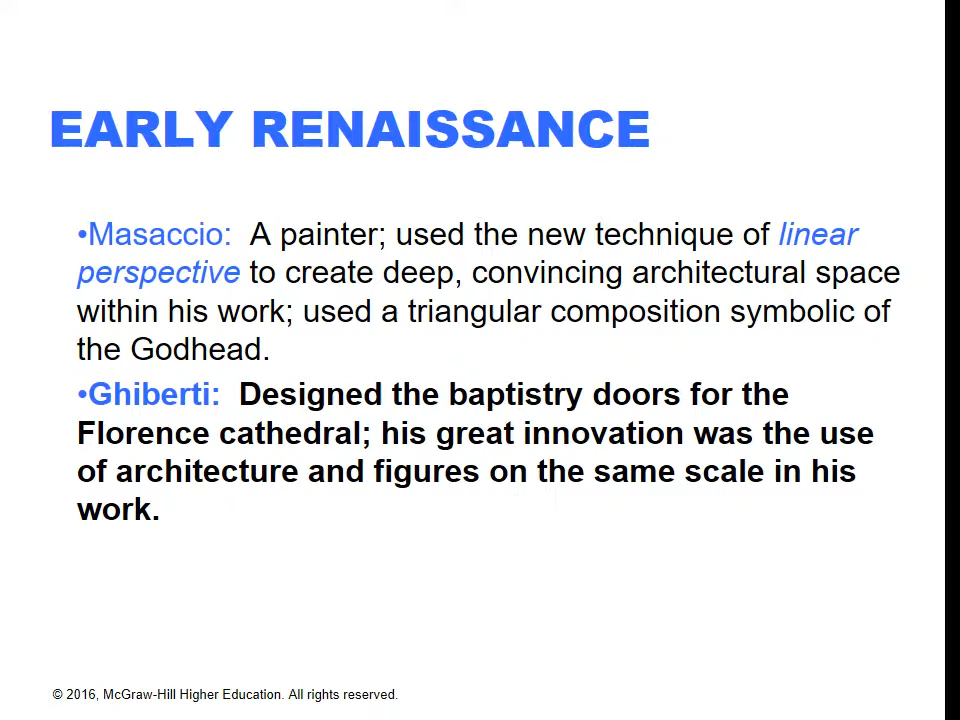 EARLY RENAISSANCE
•Masaccio:  A painter; used the new technique of linear
perspective to create deep, convincing architectural space
within his work; used a triangular composition symbolic of
the Godhead.
•Ghiberti:  Designed the baptistry doors for the
Florence cathedral; his great innovation was the use
of architecture and figures on the same scale in his
work.
© 2016, McGraw-Hill Higher Education. All rights reserved.